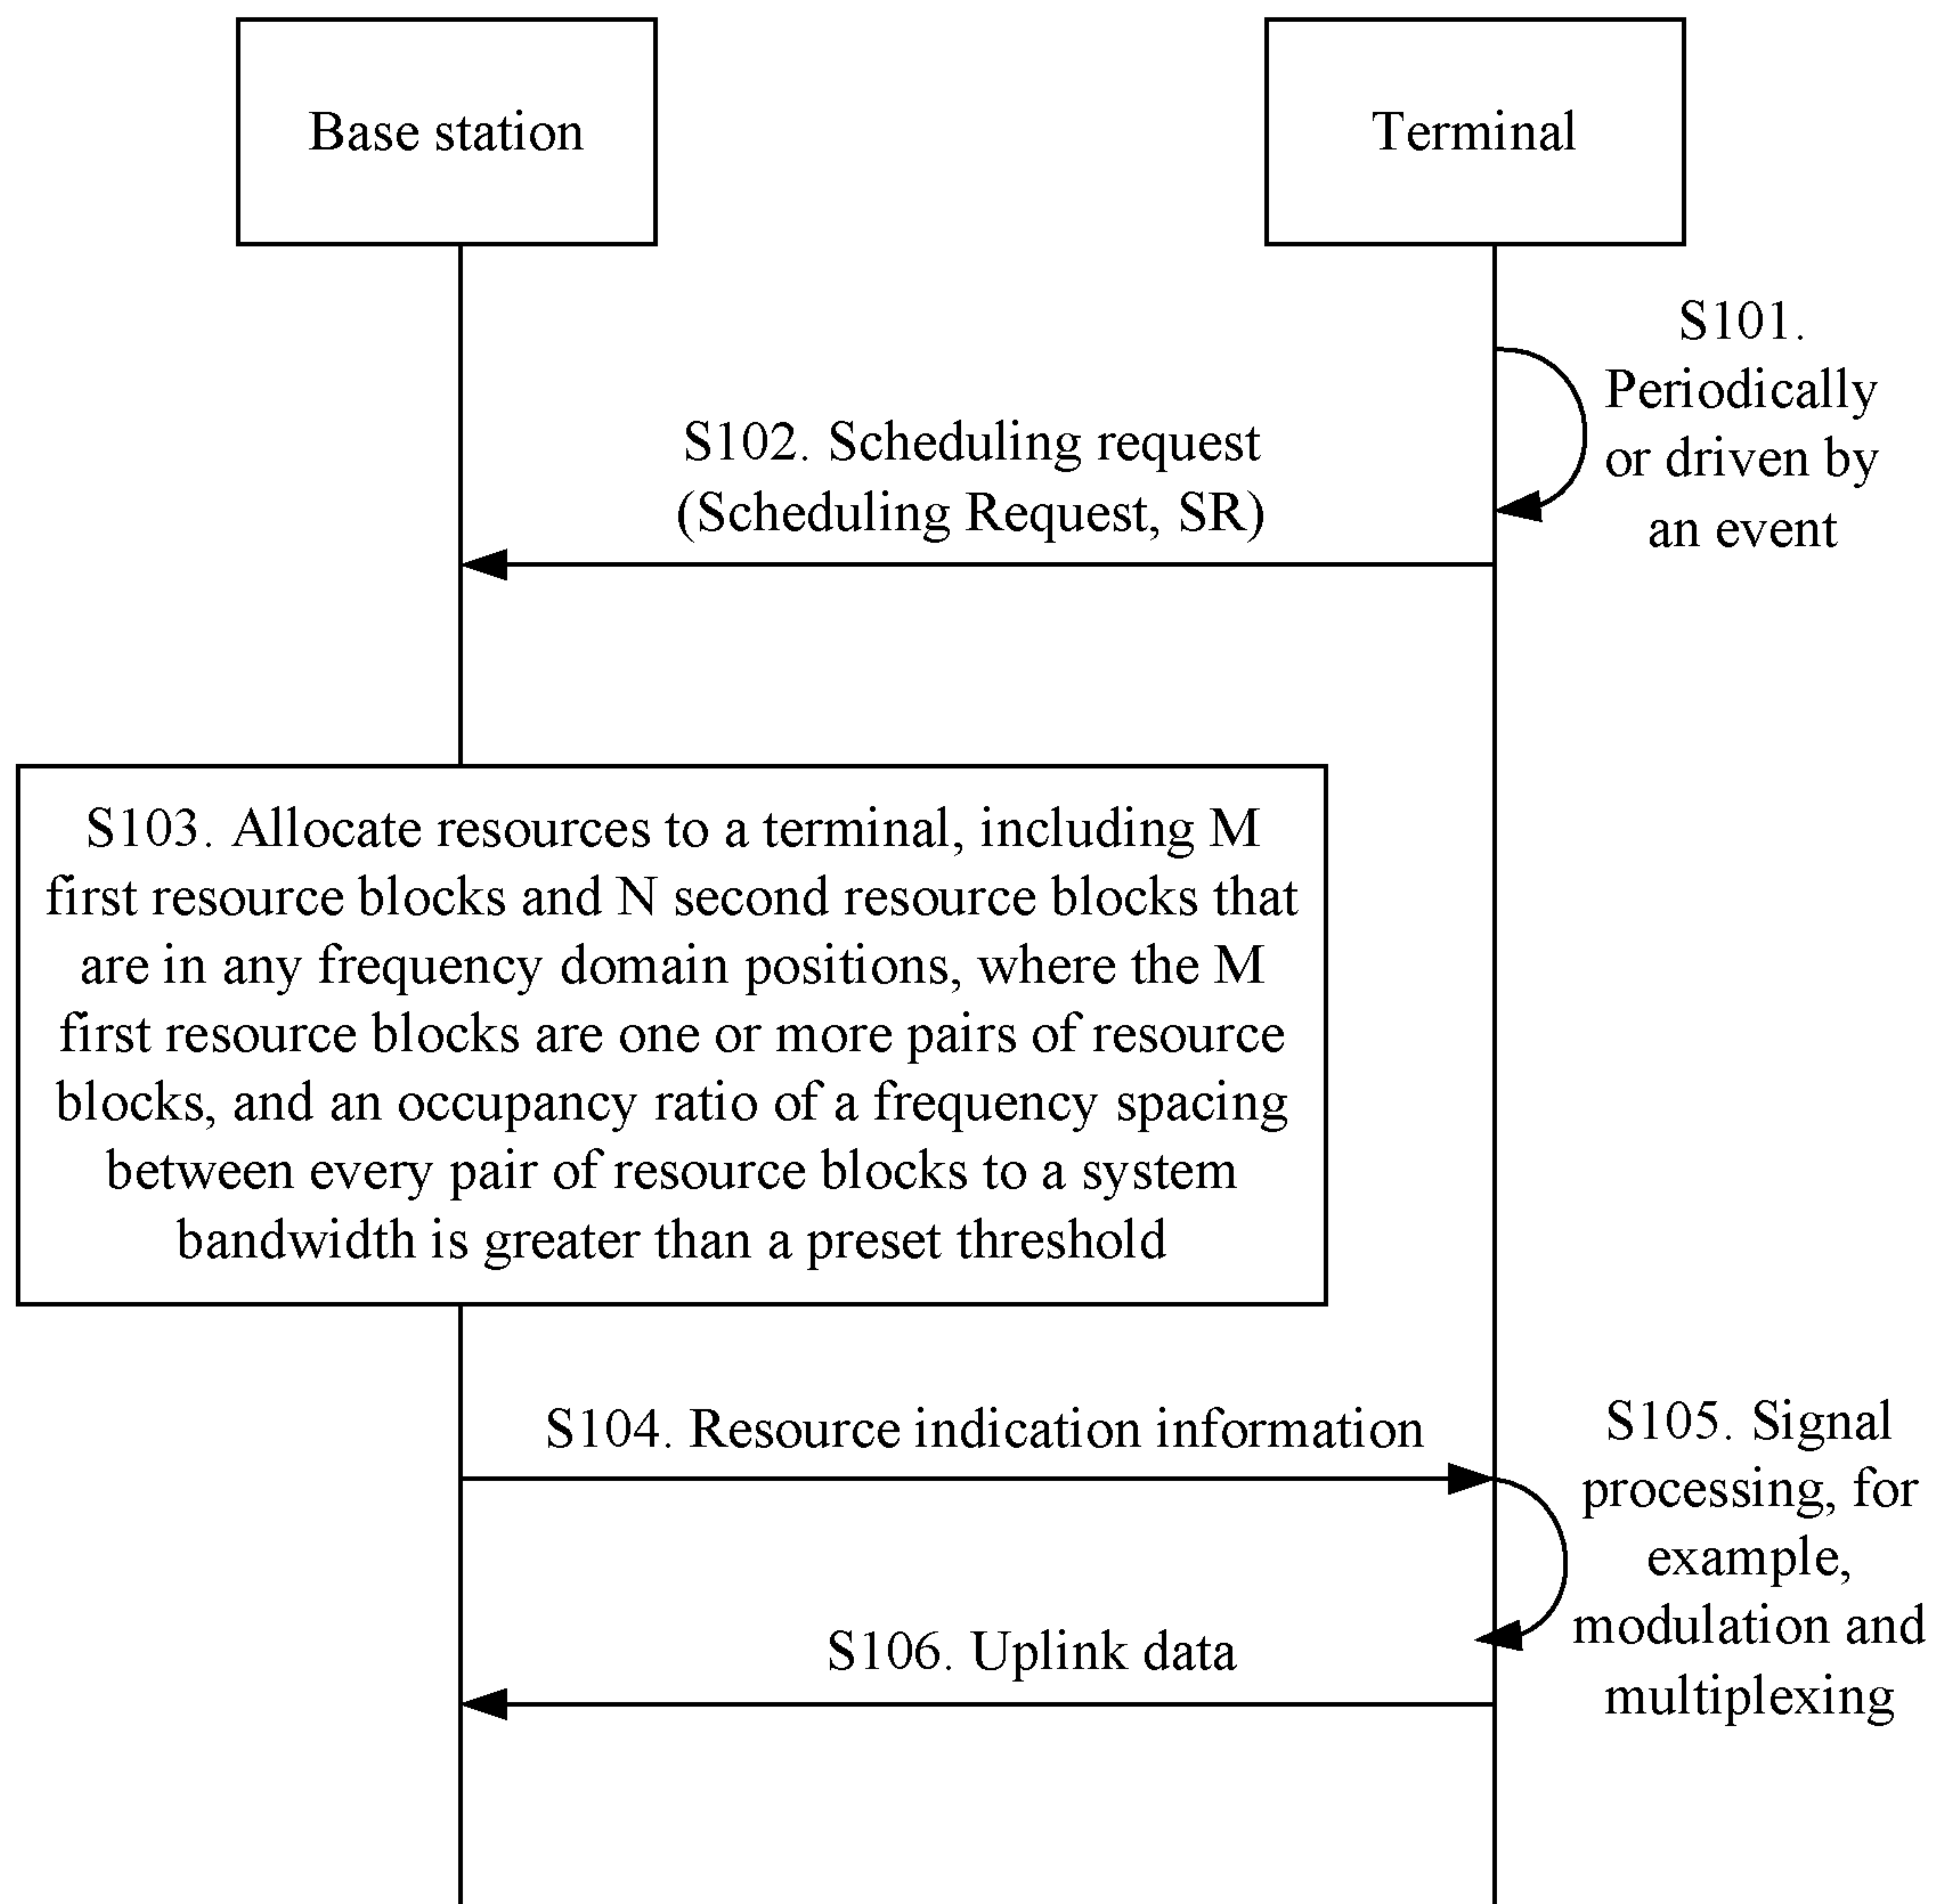 Base station
Terminal
S101.
Periodically
or driven by
an event
S102. Scheduling request
(Scheduling Request, SR)
S103. Allocate resources to a terminal, including M
first resource blocks and N second resource blocks that
are in any frequency domain positions, where the M
first resource blocks are one or more pairs of resource
blocks, and an occupancy ratio of a frequency spacing
between every pair of resource blocks to a system
bandwidth is greater than a preset threshold
S104. Resource indication information
S105. Signal
processing, for
example,
modulation and
multiplexing
S106. Uplink data